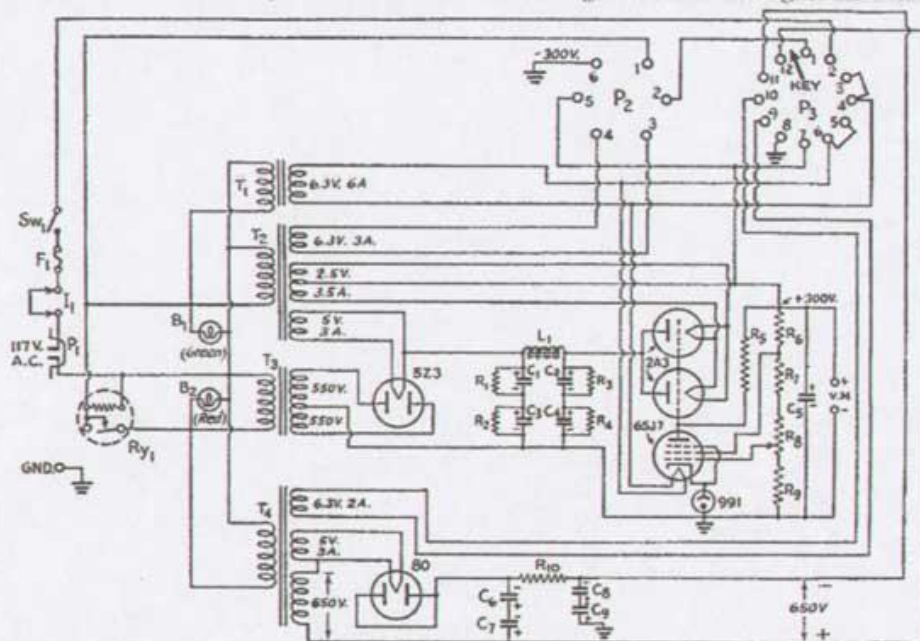 -300V.
6
1
5
P2
2
4
3
11
12
1
2
KEY
3
10
P3
4
9
5
8
7
6
T1
6.3V. 6A
Sw1
F1
I1
P1
117 V.
A.C.
T2
6.3V. 3A.
2.5V.
3.5A.
5V
3A.
B1
(Green)
B2
(Red)
T3
550V.
550V
5Z3
L1
R1
C1
C2
R3
R2
C3
C4
R4
2A3
6SJ7
+300V.
R5
R6
R7
C5
R8
R9
+
V.M.
-
991
Ry1
GND.
T4
6.3V. 2A.
5V
3A.
650V.
80
R10
C6
C7
C8
C9
-
650V
+